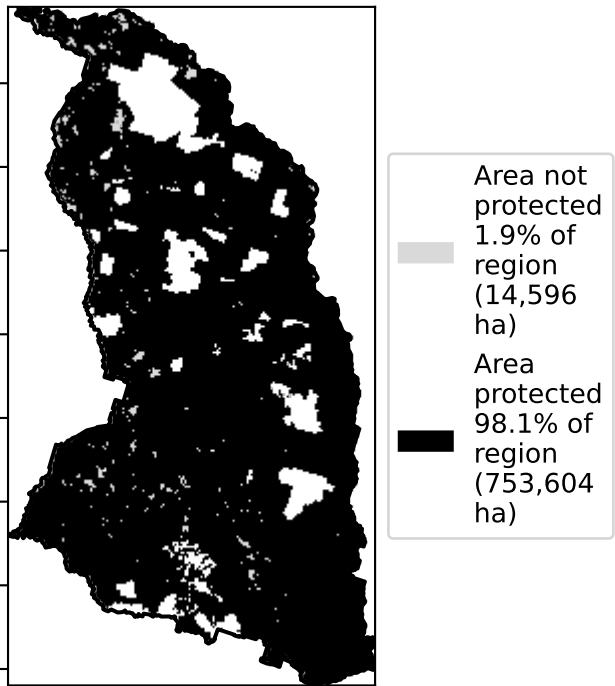 Area not
protected
1.9% of
region
(14,596
ha)
Area
protected
98.1% of
region
(753,604
ha)